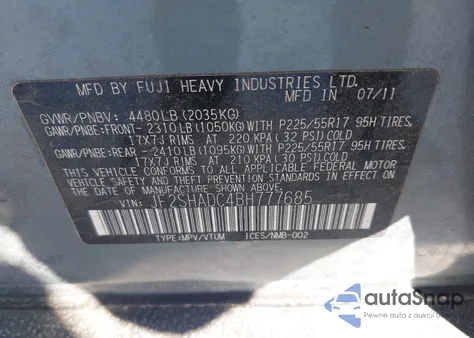 MFD BY FUJI HEAVY INDUSTRIES LTD. 07/11
GVWR/PNBV: 4480LB(2035KG)
GAWR/PNBE:FRONT-2310LB(1050KG)WITH P225/55R17 95H TIRES,
17X7J RIMS AT 220 KPA(32 PSI)COLD
GAWR/PNBE:REAR -2410LB(1095KG)WITH P225/55R17 95H TIRES,
17X7J RIMS AT 210 KPA(30 PSI)COLD
THIS VEHICLE CONFORMS TO ALL APPLICABLE FEDERAL MOTOR
VEHICLE SAFETY, BUMPER, AND THEFT PREVENTION STANDARDS
IN EFFECT ON THE DATE OF MANUFACTURE SHOWN ABOVE.
VIN: JF2SHADC4BH777685
TYPE:MPV/VTUM ICES/NMB-002
autoSnap
Pewne auta z aukcji dla Ciebie